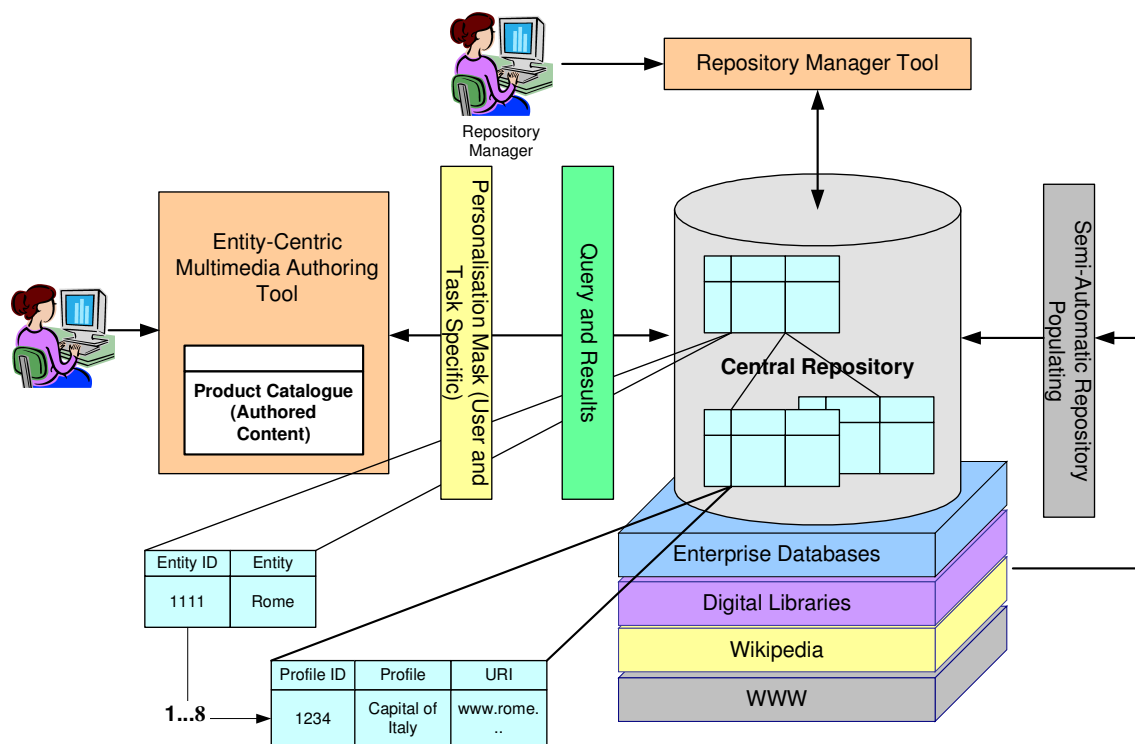 Repository Manager Tool
Repository
Manager
Entity-Centric
Multimedia Authoring
Tool
Product Catalogue
(Authored
Content)
Personalisation Mask (User and
Task Specific)
Query and Results
Central Repository
Semi-Automatic Repository
Populating
Enterprise Databases
Digital Libraries
Wikipedia
WWW
Entity ID Entity
1111 Rome
1...8
Profile ID Profile URI
1234 Capital of www.rome.
Italy ..